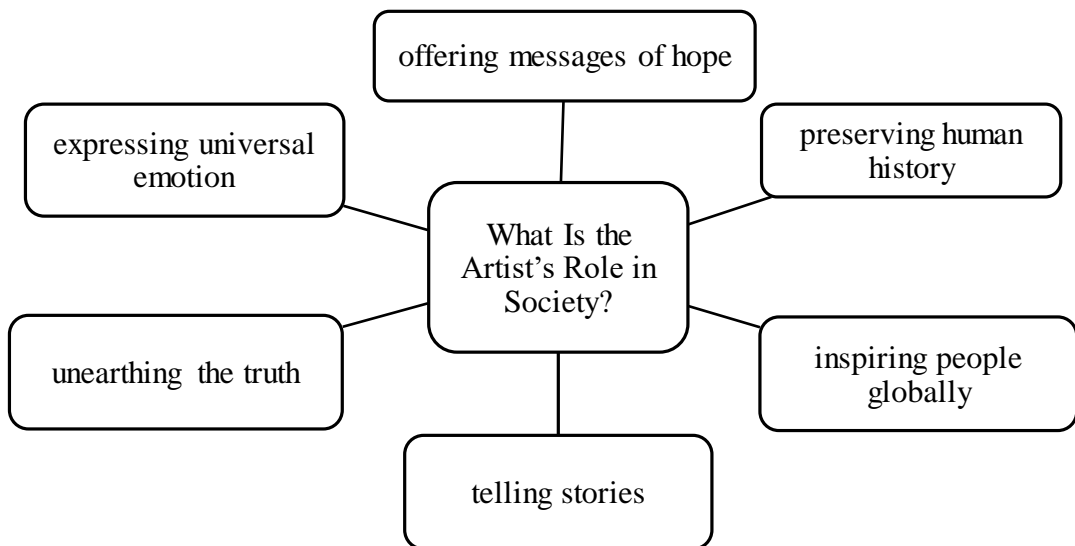 offering messages of hope
expressing universal
emotion
preserving human
history
What Is the
Artist’s Role in
Society?
unearthing the truth
inspiring people
globally
telling stories